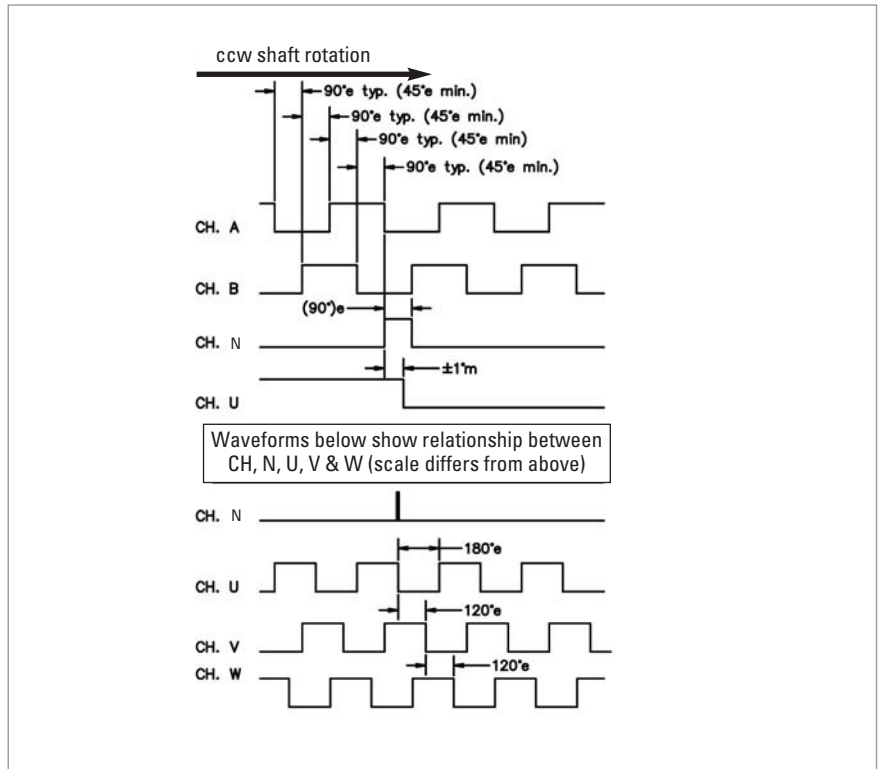 ccw shaft rotation
90°e typ. (45°e min.)
90°e typ. (45°e min.)
90°e typ. (45°e min)
90°e typ. (45°e min.)
CH. A
CH. B
(90°)e
CH. N
±1°m
CH. U
Waveforms below show relationship between
CH, N, U, V & W (scale differs from above)
CH. N
180°e
CH. U
120°e
CH. V
120°e
CH. W